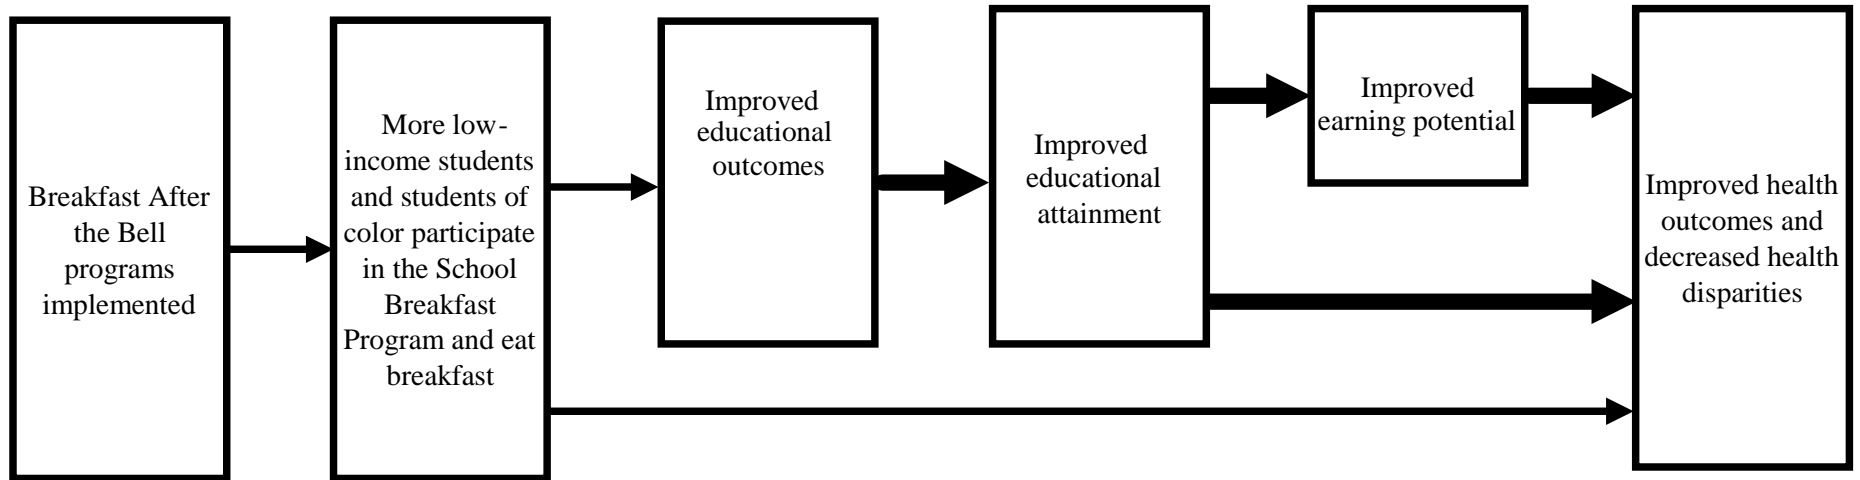 Breakfast After
the Bell
programs
implemented
More low-
income students
and students of
color participate
in the School
Breakfast
Program and eat
breakfast
Improved
educational
outcomes
Improved
educational
attainment
Improved
earning potential
Improved health
outcomes and
decreased health
disparities